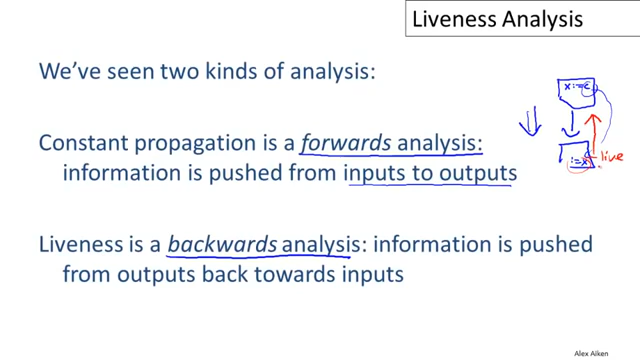 Liveness Analysis
We've seen two kinds of analysis:
x:=c
Constant propagation is a forwards analysis:
:=x live
information is pushed from inputs to outputs
Liveness is a backwards analysis: information is pushed
from outputs back towards inputs
Alex Aiken